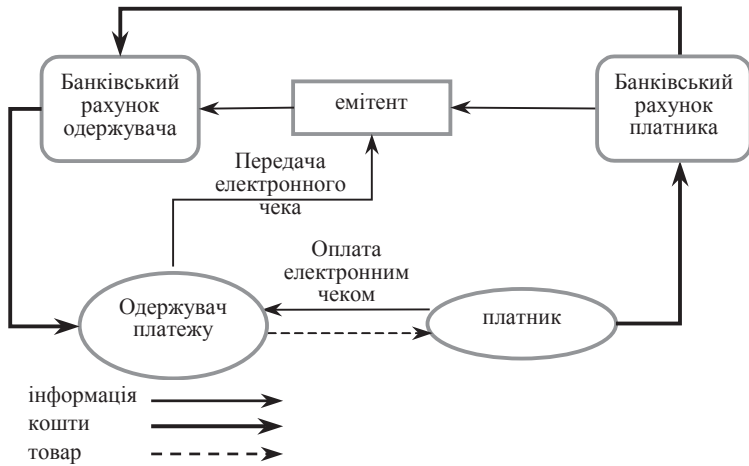 Банківський
рахунок
одержувача
емітент
Банківський
рахунок
платника
Передача
електронного
чека
Оплата
електронним
чеком
Одержувач
платежу
платник
інформація
кошти
товар